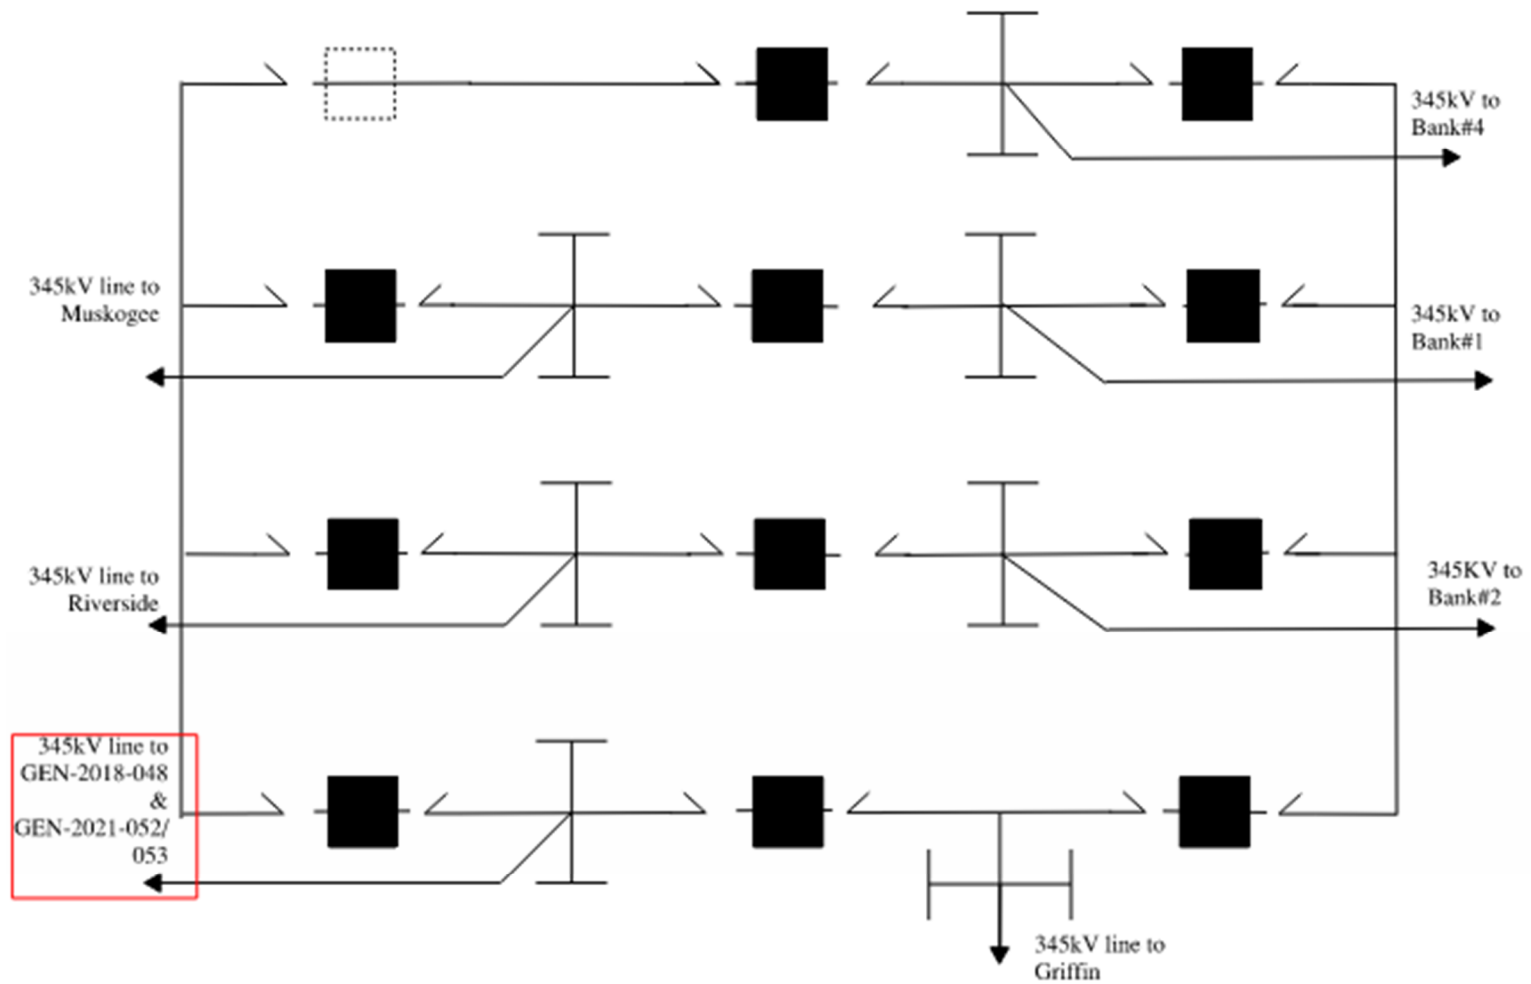 345kV to
Bank#4
345kV line to
Muskogee
345kV to
Bank#1
345kV line to
Riverside
345KV to
Bank#2
345kV line to
GEN-2018-048
&
GEN-2021-052/
053
345kV line to
Griffin